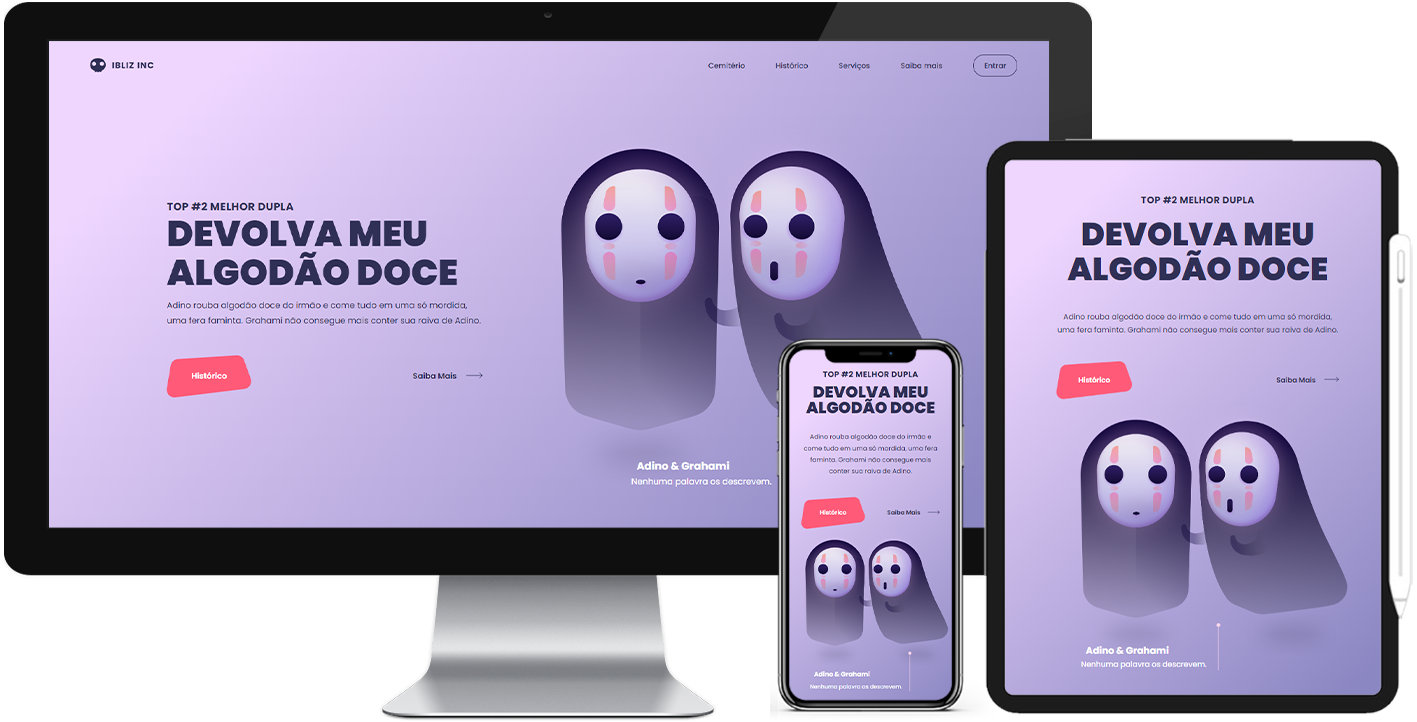 IBLIZ INC
Cemitério
Histórico
Serviços
Saiba mais
Entrar
TOP #2 MELHOR DUPLA
DEVOLVA MEU
ALGODÃO DOCE
Adino rouba algodão doce do irmão e come tudo em uma só mordida,
uma fera faminta. Grahami não consegue mais conter sua raiva de Adino.
Histórico
Saiba Mais
Adino & Grahami
Nenhuma palavra os descrevem.
TOP #2 MELHOR DUPLA
DEVOLVA MEU
ALGODÃO DOCE
Adino rouba algodão doce do irmão e
come tudo em uma só mordida, uma fera
faminta. Grahami não consegue mais
conter sua raiva de Adino.
Histórico
Saiba Mais
Adino & Grahami
Nenhuma palavra os descrevem.
TOP #2 MELHOR DUPLA
DEVOLVA MEU
ALGODÃO DOCE
Adino rouba algodão doce do irmão e come tudo em uma só mordida,
uma fera faminta. Grahami não consegue mais conter sua raiva de Adino.
Histórico
Saiba Mais
Adino & Grahami
Nenhuma palavra os descrevem.